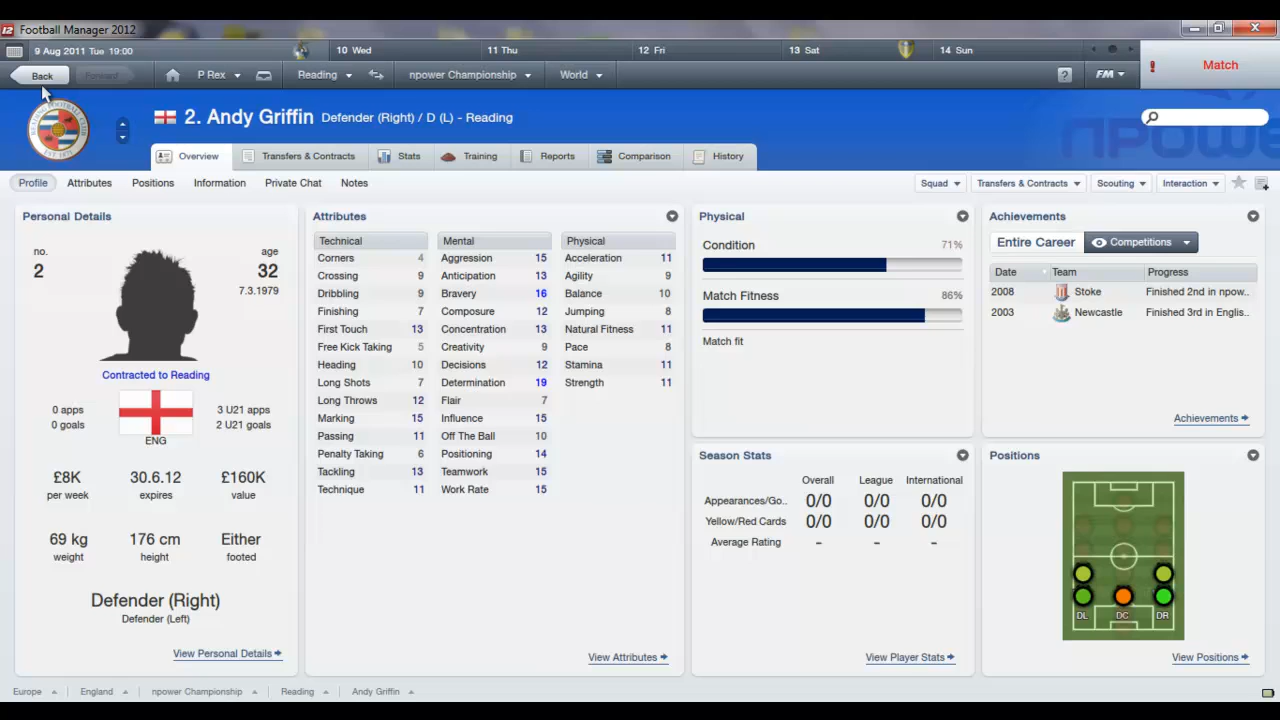 Football Manager 2012
9 Aug 2011 Tue 19:00
10 Wed
11 Thu
12 Fri
13 Sat
14 Sun
Back
Forward
P Rex
Reading
npower Championship
World
?
FM
!
Match
2. Andy Griffin Defender (Right) / D (L) - Reading
Overview
Transfers & Contracts
Stats
Training
Reports
Comparison
History
Profile
Attributes
Positions
Information
Private Chat
Notes
Squad
Transfers & Contracts
Scouting
Interaction
Personal Details
no.
2
age
32
7.3.1979
Contracted to Reading
0 apps
0 goals
ENG
3 U21 apps
2 U21 goals
£8K
per week
30.6.12
expires
£160K
value
69 kg
weight
176 cm
height
Either
footed
Defender (Right)
Defender (Left)
View Personal Details
Attributes
Technical
Corners 4
Crossing 9
Dribbling 9
Finishing 7
First Touch 13
Free Kick Taking 5
Heading 10
Long Shots 7
Long Throws 12
Marking 15
Passing 11
Penalty Taking 6
Tackling 13
Technique 11
Mental
Aggression 15
Anticipation 13
Bravery 16
Composure 12
Concentration 13
Creativity 9
Decisions 12
Determination 19
Flair 7
Influence 15
Off The Ball 10
Positioning 14
Teamwork 15
Work Rate 15
Physical
Acceleration 11
Agility 9
Balance 10
Jumping 8
Natural Fitness 11
Pace 8
Stamina 11
Strength 11
View Attributes
Physical
Condition 71%
Match Fitness 86%
Match fit
Season Stats
Overall League International
Appearances/Go.. 0/0 0/0 0/0
Yellow/Red Cards 0/0 0/0 0/0
Average Rating - - -
View Player Stats
Achievements
Entire Career
Competitions
Date Team Progress
2008 Stoke Finished 2nd in npow..
2003 Newcastle Finished 3rd in Englis..
Achievements
Positions
DL DC DR
View Positions
Europe
England
npower Championship
Reading
Andy Griffin